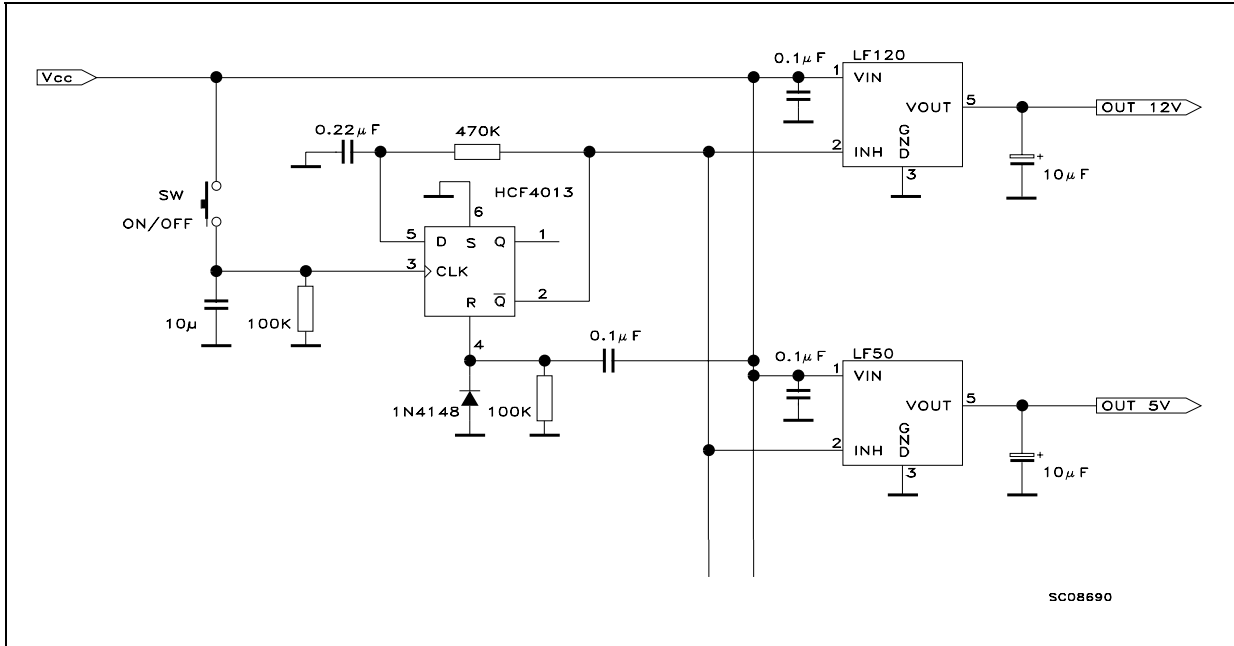 Vcc
SW
ON/OFF
10μ
100K
0.22μF
470K
HCF4013
6
5
D
S
Q
1
3
CLK
R
Q̅
2
4
1N4148
100K
0.1μF
0.1μF
LF120
1
VIN
VOUT
5
2
INH
GND
3
OUT 12V
+
10μF
0.1μF
LF50
1
VIN
VOUT
5
2
INH
GND
3
OUT 5V
+
10μF
SC08690